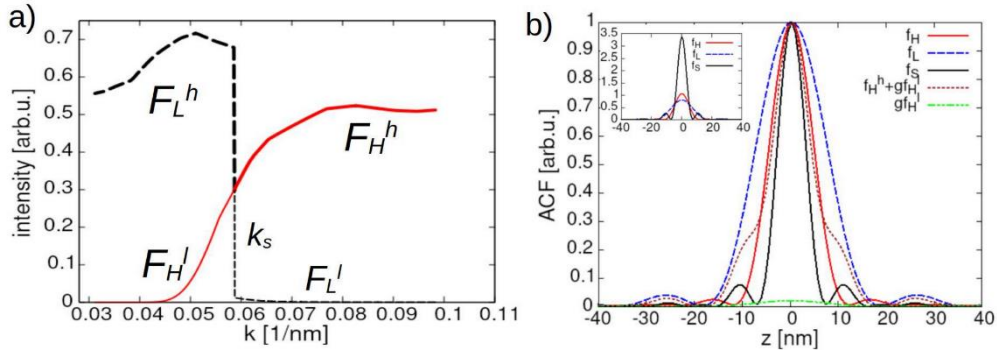 a)
intensity [arb.u.]
0.7
0.6
0.5
0.4
0.3
0.2
0.1
0
F_L^h
F_H^h
F_H^l
k_s
F_L^l
0.03 0.04 0.05 0.06 0.07 0.08 0.09 0.1 0.11
k [1/nm]
b)
ACF [arb.u.]
1
0.9
0.8
0.7
0.6
0.5
0.4
0.3
0.2
0.1
0
3.5
3
2.5
2
1.5
1
0.5
0
-40 -20 0 20 40
f_H
f_L
f_S
f_H
f_L
f_S
f_H^h+gf_H^l
gf_H^l
-40 -30 -20 -10 0 10 20 30 40
z [nm]